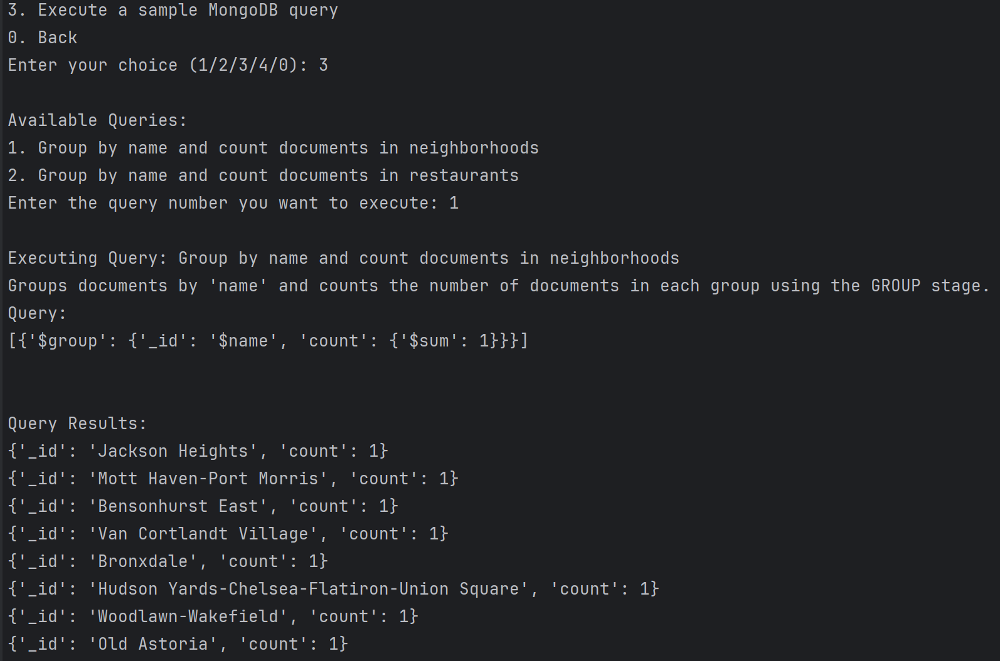 3. Execute a sample MongoDB query
0. Back
Enter your choice (1/2/3/4/0): 3
Available Queries:
1. Group by name and count documents in neighborhoods
2. Group by name and count documents in restaurants
Enter the query number you want to execute: 1
Executing Query: Group by name and count documents in neighborhoods
Groups documents by 'name' and counts the number of documents in each group using the GROUP stage.
Query:
[{'$group': {'_id': '$name', 'count': {'$sum': 1}}}]
Query Results:
{'_id': 'Jackson Heights', 'count': 1}
{'_id': 'Mott Haven-Port Morris', 'count': 1}
{'_id': 'Bensonhurst East', 'count': 1}
{'_id': 'Van Cortlandt Village', 'count': 1}
{'_id': 'Bronxdale', 'count': 1}
{'_id': 'Hudson Yards-Chelsea-Flatiron-Union Square', 'count': 1}
{'_id': 'Woodlawn-Wakefield', 'count': 1}
{'_id': 'Old Astoria', 'count': 1}